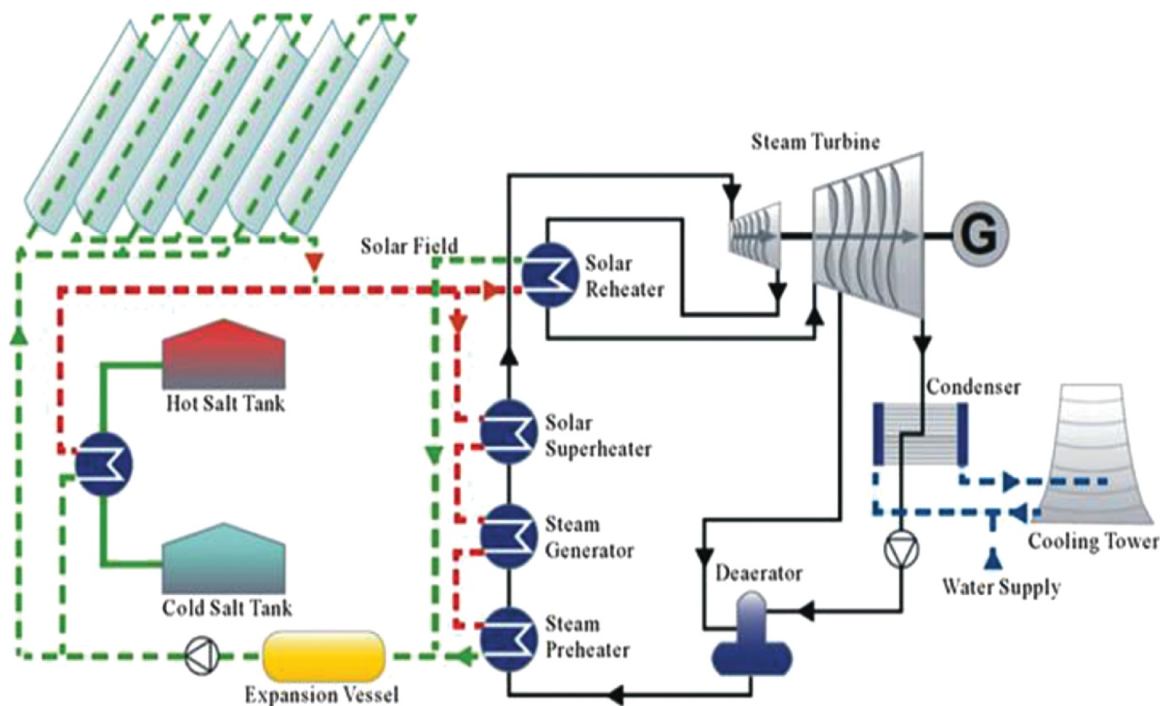 Steam Turbine
G
Solar Field
Solar
Reheater
Hot Salt Tank
Condenser
Solar
Superheater
Steam
Generator
Cooling Tower
Deaerator
Water Supply
Cold Salt Tank
Steam
Preheater
Expansion Vessel